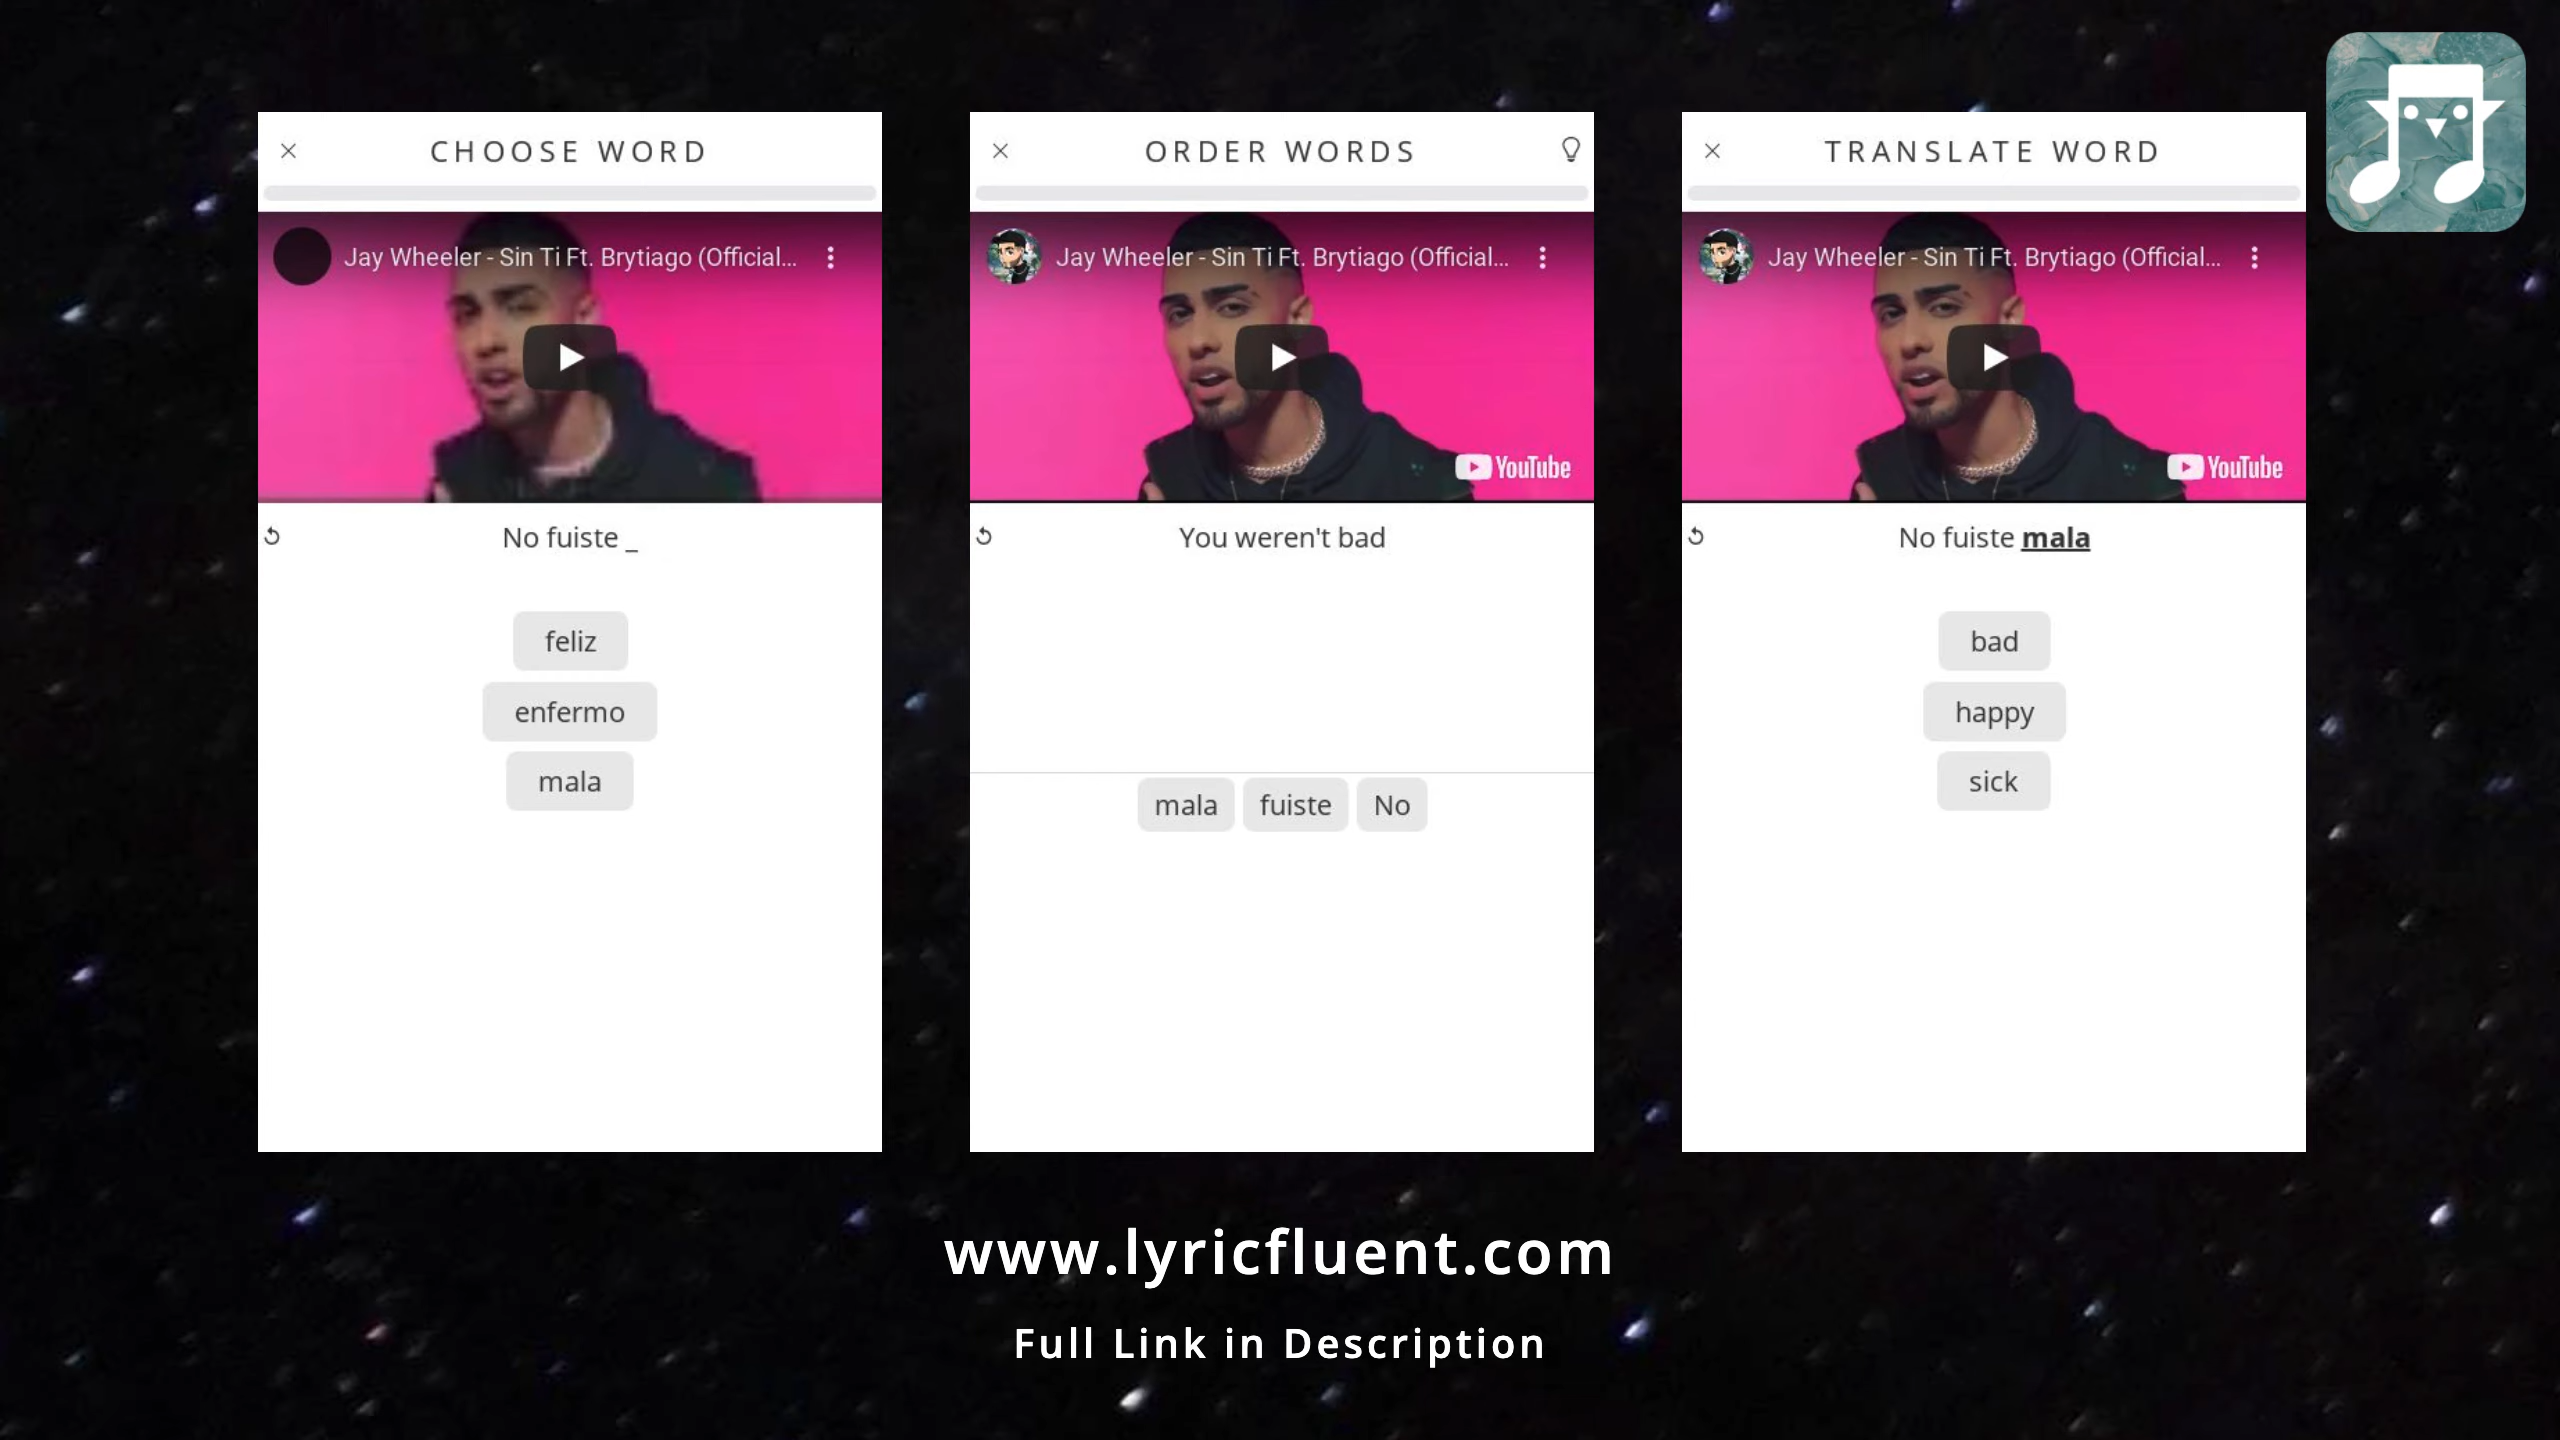 CHOOSE WORD
Jay Wheeler - Sin Ti Ft. Brytiago (Official...
No fuiste _
feliz
enfermo
mala
ORDER WORDS
Jay Wheeler - Sin Ti Ft. Brytiago (Official...
YouTube
You weren't bad
mala fuiste No
TRANSLATE WORD
Jay Wheeler - Sin Ti Ft. Brytiago (Official...
YouTube
No fuiste mala
bad
happy
sick
www.lyricfluent.com
Full Link in Description